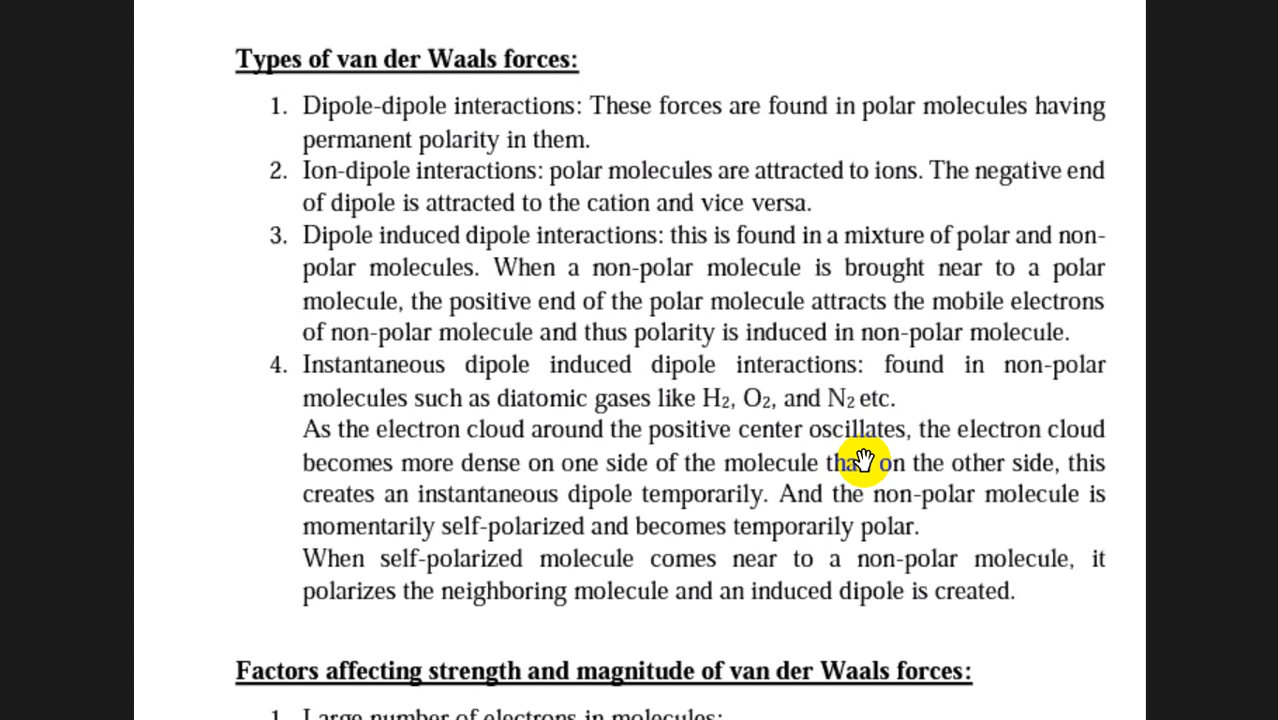 Types of van der Waals forces:
1. Dipole-dipole interactions: These forces are found in polar molecules having
permanent polarity in them.
2. Ion-dipole interactions: polar molecules are attracted to ions. The negative end
of dipole is attracted to the cation and vice versa.
3. Dipole induced dipole interactions: this is found in a mixture of polar and non-
polar molecules. When a non-polar molecule is brought near to a polar
molecule, the positive end of the polar molecule attracts the mobile electrons
of non-polar molecule and thus polarity is induced in non-polar molecule.
4. Instantaneous dipole induced dipole interactions: found in non-polar
molecules such as diatomic gases like H₂, O₂, and N₂ etc.
As the electron cloud around the positive center oscillates, the electron cloud
becomes more dense on one side of the molecule than on the other side, this
creates an instantaneous dipole temporarily. And the non-polar molecule is
momentarily self-polarized and becomes temporarily polar.
When self-polarized molecule comes near to a non-polar molecule, it
polarizes the neighboring molecule and an induced dipole is created.
Factors affecting strength and magnitude of van der Waals forces:
1. Large number of electrons in molecules: